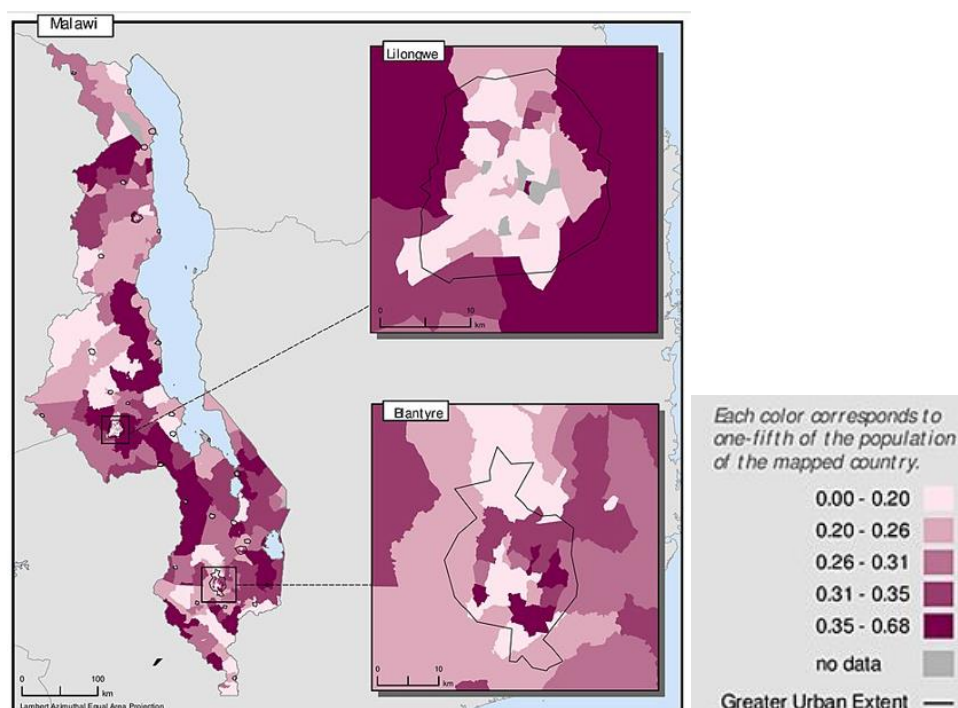 Malawi
Lilongwe
0 10
km
Blantyre
0 10
km
0 100
km
Lambert Azimuthal Equal Area Projection
Each color corresponds to
one-fifth of the population
of the mapped country.
0.00 - 0.20
0.20 - 0.26
0.26 - 0.31
0.31 - 0.35
0.35 - 0.68
no data
Greater Urban Extent